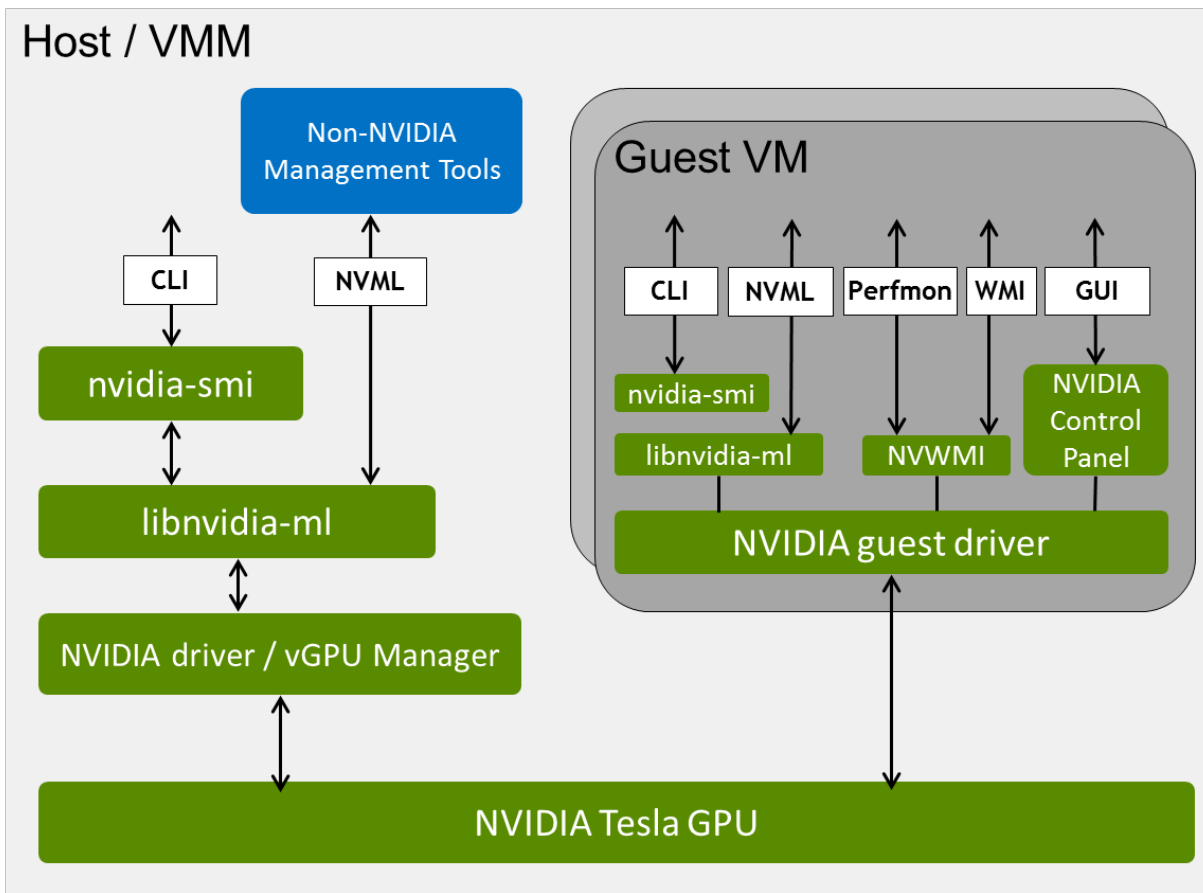 Host / VMM
Non-NVIDIA
Management Tools
CLI
NVML
nvidia-smi
libnvidia-ml
NVIDIA driver / vGPU Manager
Guest VM
CLI
NVML
Perfmon
WMI
GUI
nvidia-smi
libnvidia-ml
NVWMI
NVIDIA
Control
Panel
NVIDIA guest driver
NVIDIA Tesla GPU